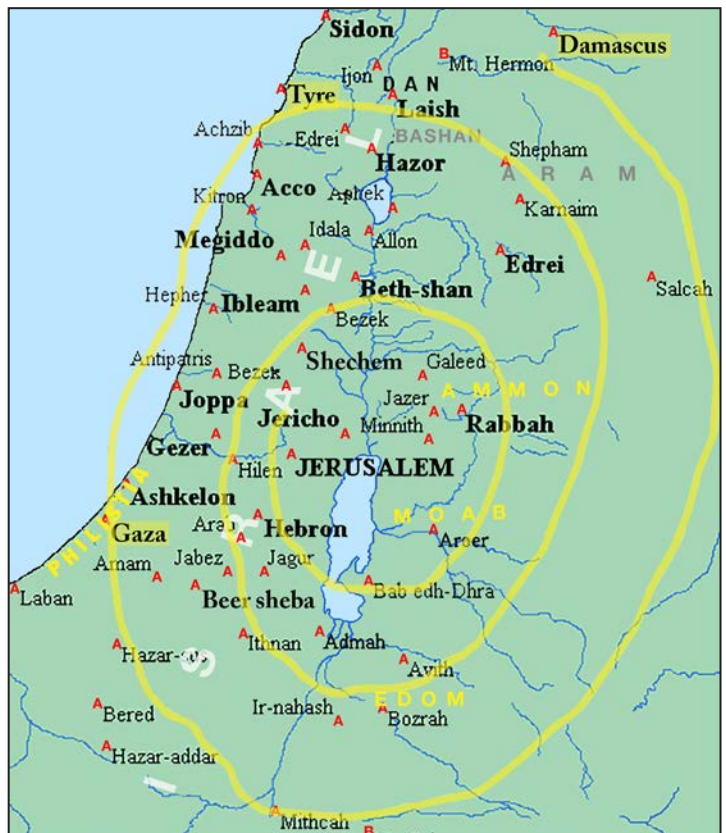 Sidon
Damascus
Ijon
Mt. Hermon
DAN
Tyre
Laish
Achzib
Edrei
BASHAN
Hazor
Shepham
ARAM
Acco
Aphek
Karnaim
Kitron
Idala
Allon
Megiddo
Edrei
Beth-shan
Salcah
Hepher
Ibleam
Bezek
Antipatris
Shechem
Galeed
Bezek
AMMON
Joppa
Jazer
Jericho
Minnith
Rabbah
Gezer
Hilen
JERUSALEM
Ashkelon
PHILISTIA
MOAB
Gaza
Arab
Hebron
Aroer
Jabez
Jagur
Laban
Beer sheba
Bab edh-Dhra
Ithnan
Admah
Hazar-sus
Avith
EDOM
Bered
Ir-nahash
Bozrah
Hazar-addar
ISRAEL
Mithcah